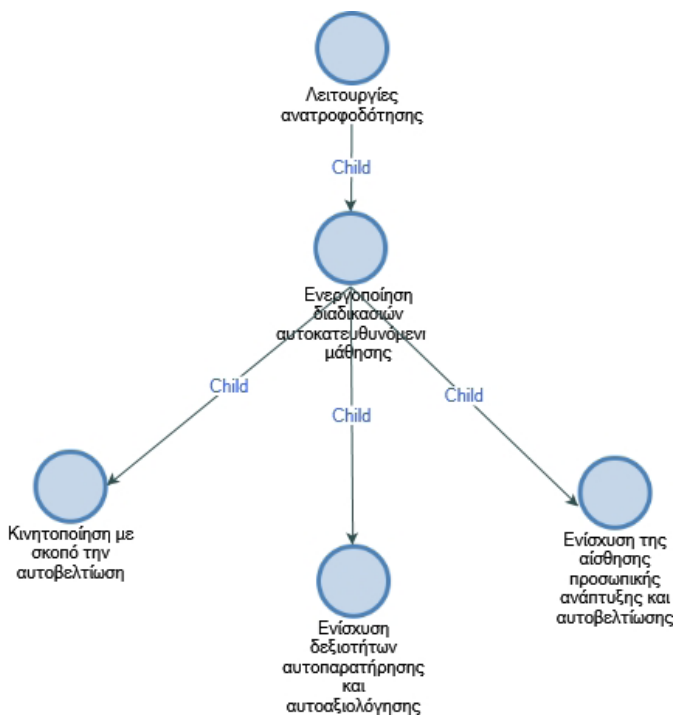 Λειτουργίες
ανατροφοδότησης
Child
Ενεργοποίηση
διαδικασιών
αυτοκατευθυνόμενι
μάθησης
Child
Child
Child
Κινητοποίηση με
σκοπό την
αυτοβελτίωση
Ενίσχυση της
αίσθησης
προσωπικής
ανάπτυξης και
αυτοβελτίωσης
Ενίσχυση
δεξιοτήτων
αυτοπαρατήρησης
και
αυτοαξιολόγησης